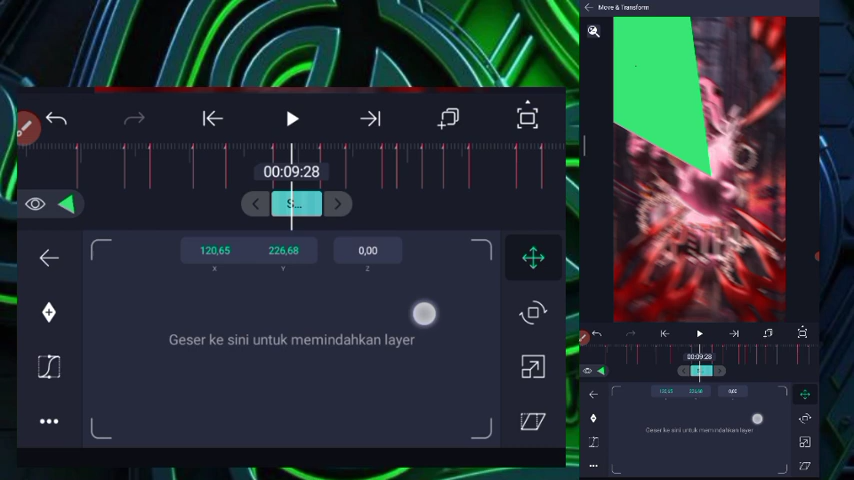 Move & Transform
00:09:28
S...
120,65 226,68 0,00
X Y Z
Geser ke sini untuk memindahkan layer
00:09:28
120,65 226,68 0,00
Geser ke sini untuk memindahkan layer